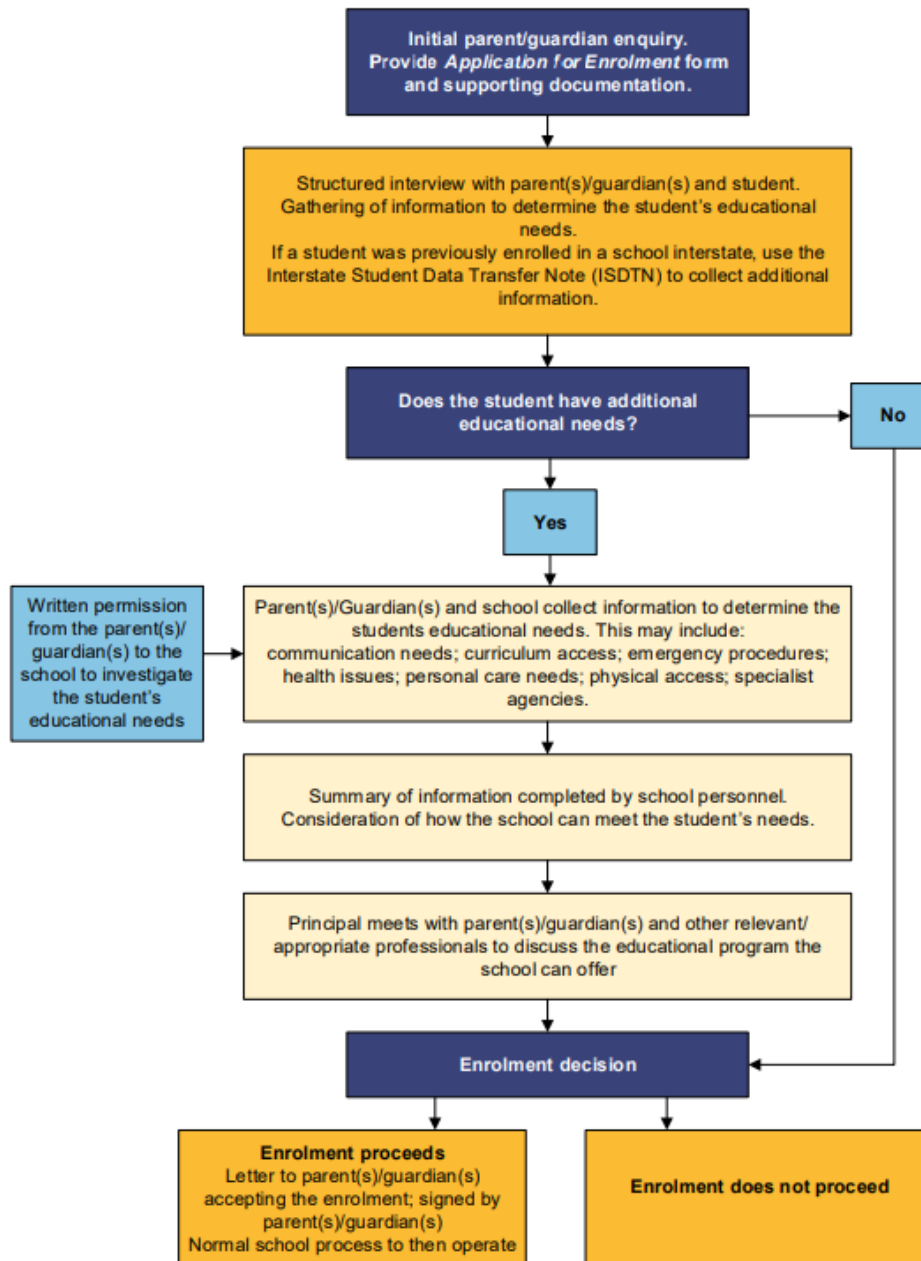 Initial parent/guardian enquiry.
Provide Application for Enrolment form
and supporting documentation.
Structured interview with parent(s)/guardian(s) and student.
Gathering of information to determine the student's educational
needs.
If a student was previously enrolled in a school interstate, use the
Interstate Student Data Transfer Note (ISDTN) to collect additional
information.
Does the student have additional
educational needs?
No
Yes
Written permission
from the parent(s)/
guardian(s) to the
school to investigate
the student's
educational needs
Parent(s)/Guardian(s) and school collect information to determine the
students educational needs. This may include:
communication needs; curriculum access; emergency procedures;
health issues; personal care needs; physical access; specialist
agencies.
Summary of information completed by school personnel.
Consideration of how the school can meet the student's needs.
Principal meets with parent(s)/guardian(s) and other relevant/
appropriate professionals to discuss the educational program the
school can offer
Enrolment decision
Enrolment proceeds
Letter to parent(s)/guardian(s)
accepting the enrolment; signed by
parent(s)/guardian(s)
Normal school process to then operate
Enrolment does not proceed